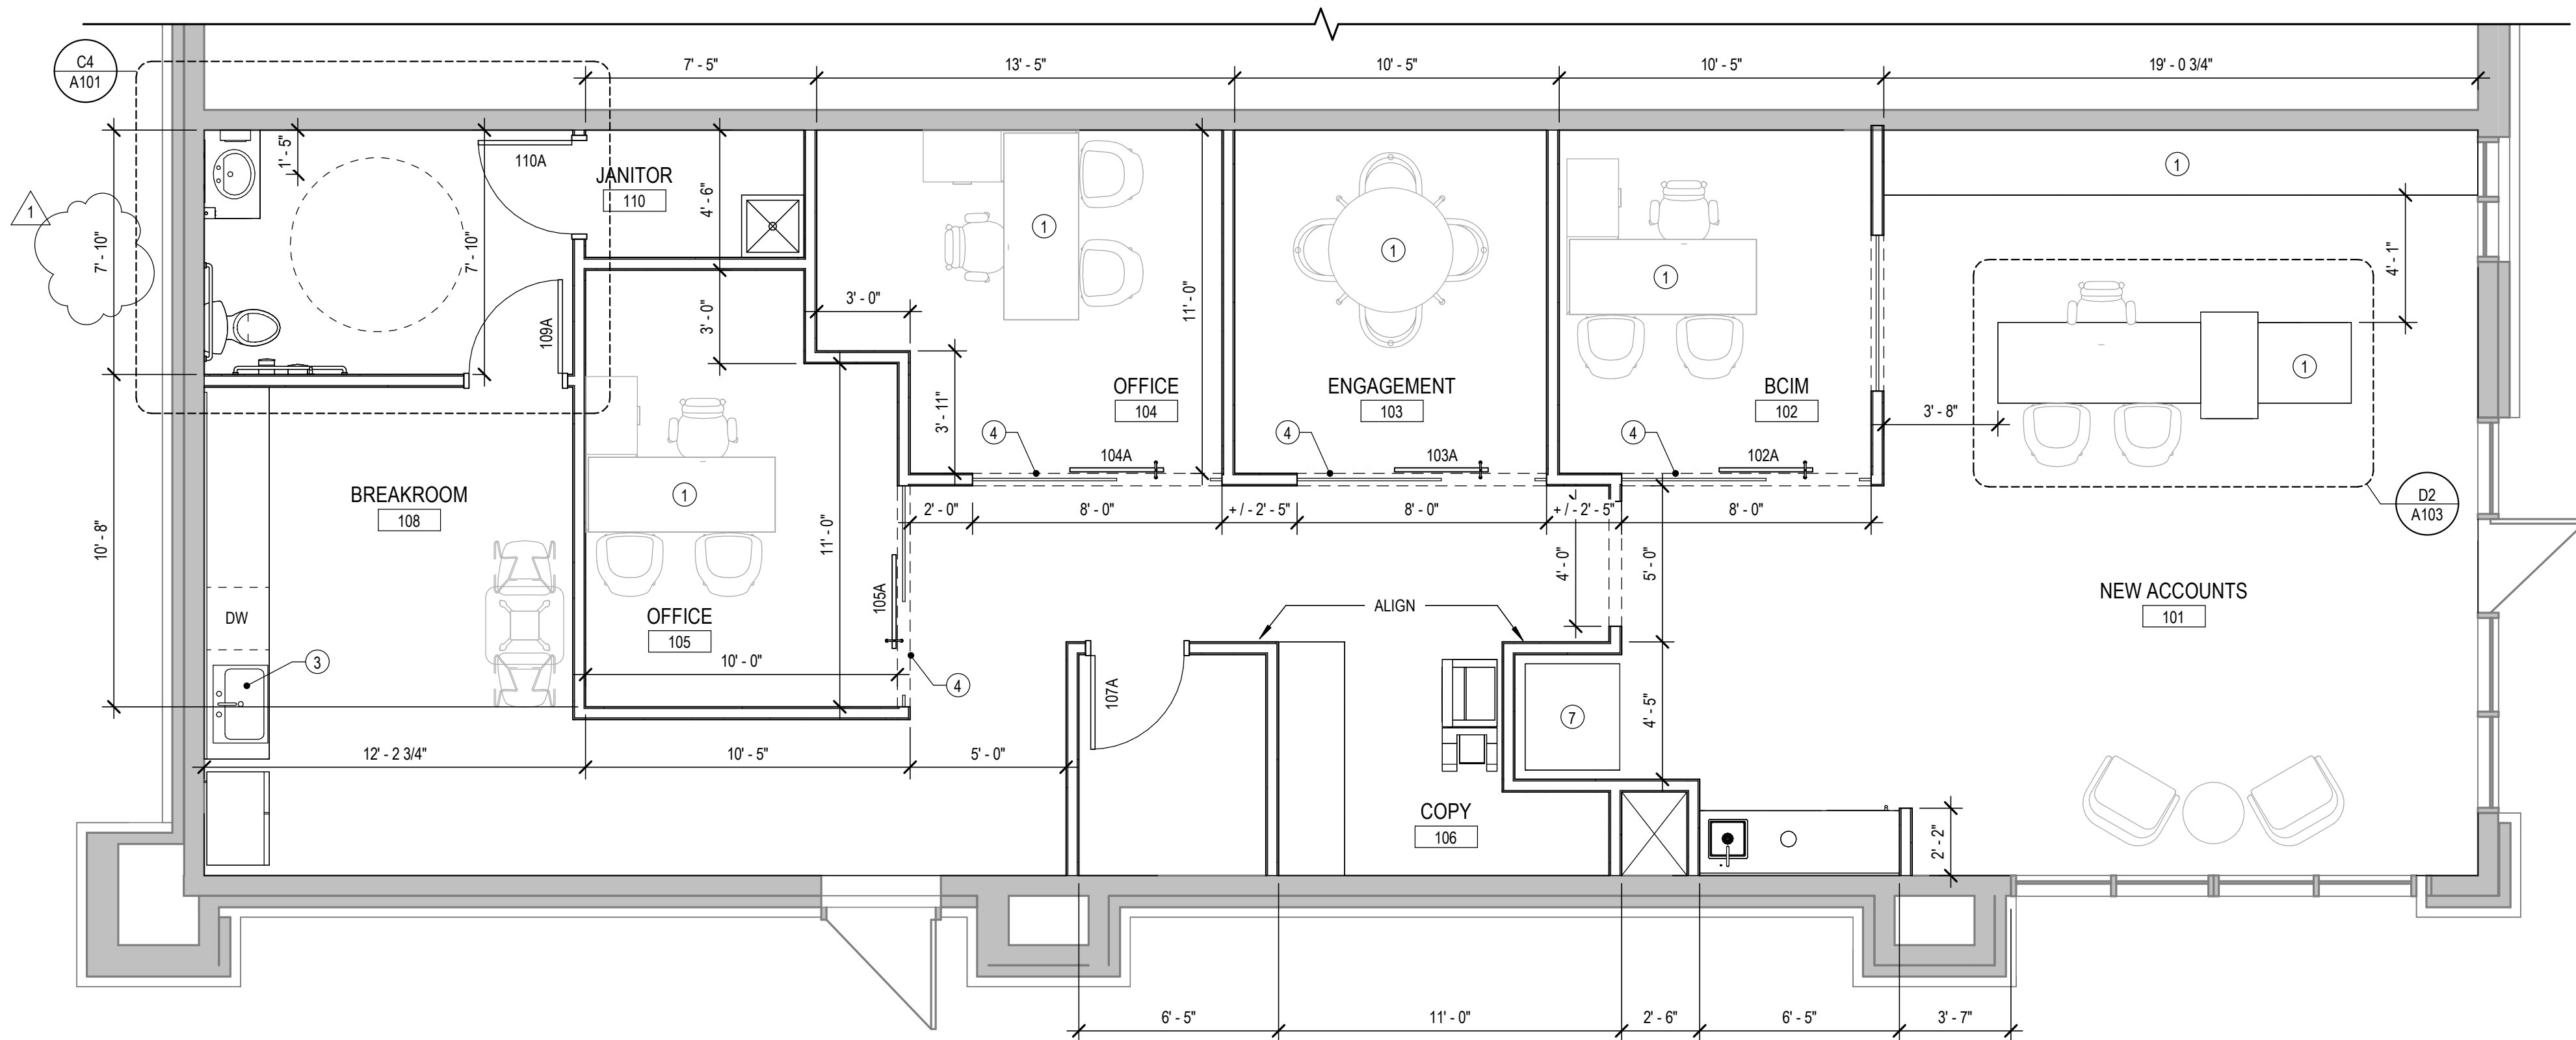 C4
A101
7' - 5"
13' - 5"
10' - 5"
10' - 5"
19' - 0 3/4"
1
7' - 10"
1' - 5"
7' - 10"
110A
JANITOR
110
4' - 6"
3' - 0"
109A
3' - 0"
1
11' - 0"
3' - 11"
OFFICE
104
4
104A
1
ENGAGEMENT
103
4
103A
1
BCIM
102
4
102A
1
4' - 1"
1
3' - 8"
D2
A103
BREAKROOM
108
10' - 8"
DW
3
1
11' - 0"
OFFICE
105
10' - 0"
105A
4
2' - 0"
8' - 0"
+ / - 2' - 5"
8' - 0"
+ / - 2' - 5"
8' - 0"
4' - 0"
5' - 0"
ALIGN
NEW ACCOUNTS
101
107A
7
4' - 5"
12' - 2 3/4"
10' - 5"
5' - 0"
COPY
106
8
2' - 2"
6' - 5"
11' - 0"
2' - 6"
6' - 5"
3' - 7"